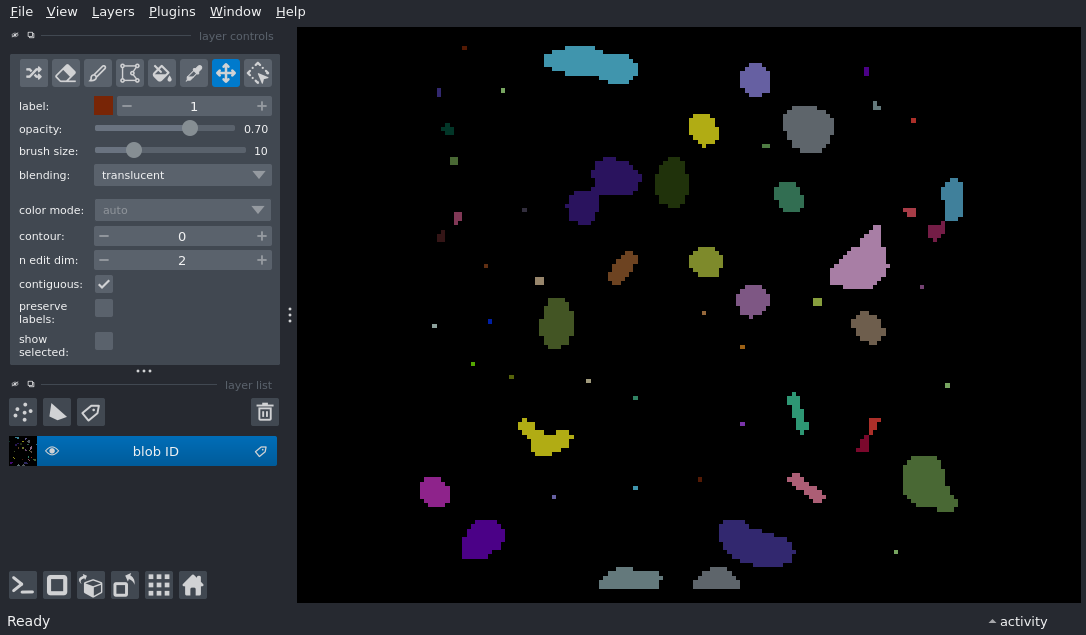 File View Layers Plugins Window Help
layer controls
label: 1
opacity: 0.70
brush size: 10
blending: translucent
color mode: auto
contour: 0
n edit dim: 2
contiguous:
preserve
labels:
show
selected:
layer list
blob ID
Ready activity